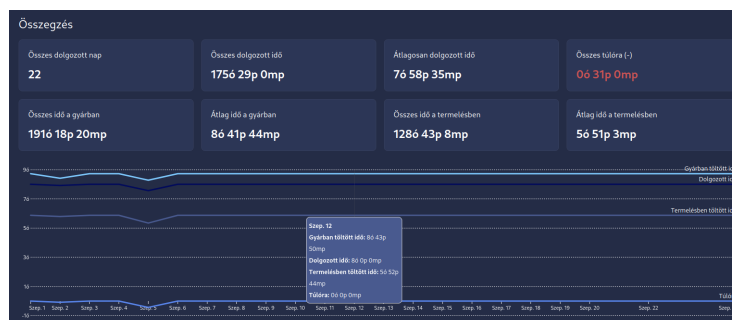 Összegzés
Összes dolgozott nap
22
Összes dolgozott idő
175ó 29p 0mp
Átlagosan dolgozott idő
7ó 58p 35mp
Összes túlóra (-)
0ó 31p 0mp
Összes idő a gyárban
191ó 18p 20mp
Átlag idő a gyárban
8ó 41p 44mp
Összes idő a termelésben
128ó 43p 8mp
Átlag idő a termelésben
5ó 51p 3mp
9ó
Gyárban töltött id
Dolgozott id
7ó
Termelésben töltött id
5ó
Szep. 12
Gyárban töltött idő: 8ó 43p
50mp
Dolgozott idő: 8ó 0p 0mp
Termelésben töltött idő: 5ó 52p
44mp
Túlóra: 0ó 0p 0mp
3ó
1ó
Túló
Szep. 1 Szep. 2 Szep. 3 Szep. 4 Szep. 5 Szep. 6 Szep. 7 Szep. 8 Szep. 9 Szep. 10 Szep. 11 Szep. 12 Szep. 13 Szep. 14 Szep. 15 Szep. 16 Szep. 17 Szep. 18 Szep. 19 Szep. 20 Szep. 22 Szep.
-1ó